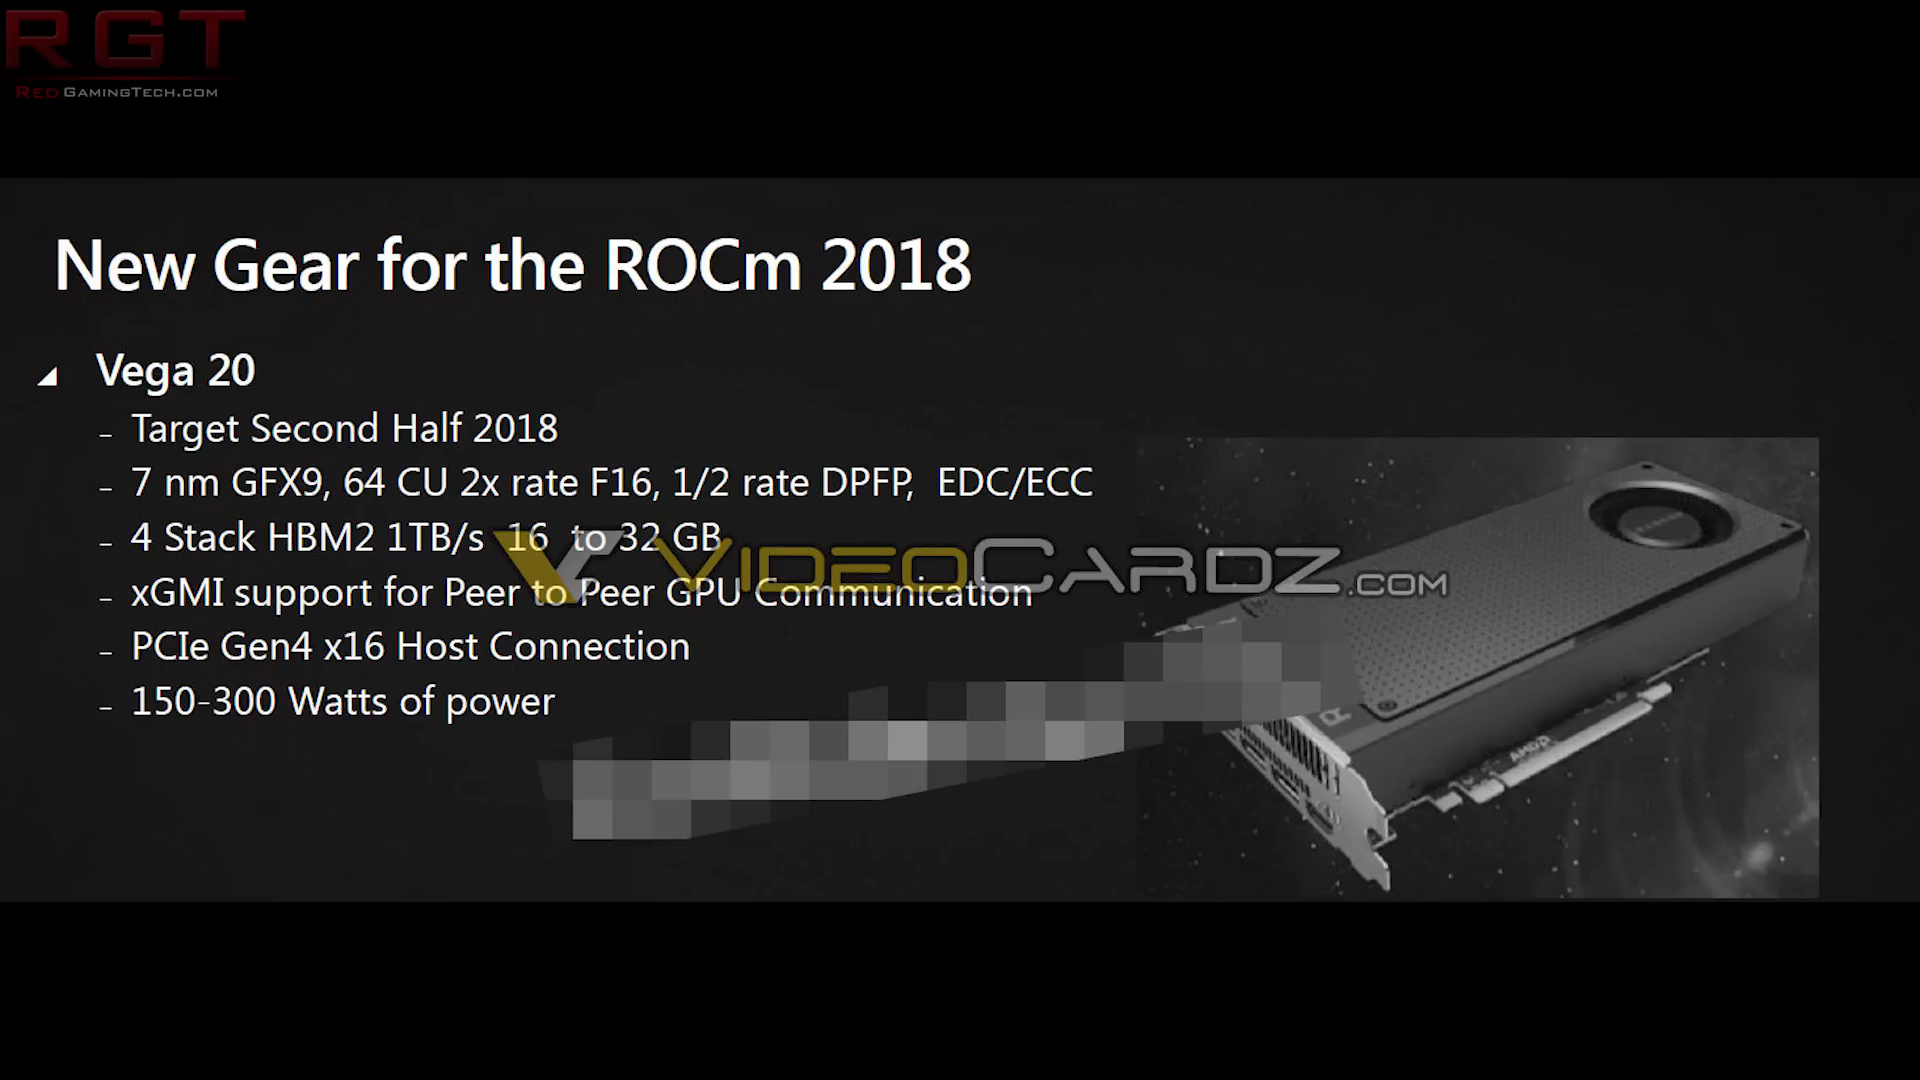 RGT
REDGAMINGTECH.COM
New Gear for the ROCm 2018
Vega 20
– Target Second Half 2018
– 7 nm GFX9, 64 CU 2x rate F16, 1/2 rate DPFP, EDC/ECC
– 4 Stack HBM2 1TB/s 16 to 32 GB
VIDEOCARDZ.COM
– xGMI support for Peer to Peer GPU Communication
– PCIe Gen4 x16 Host Connection
– 150-300 Watts of power
R
AMD